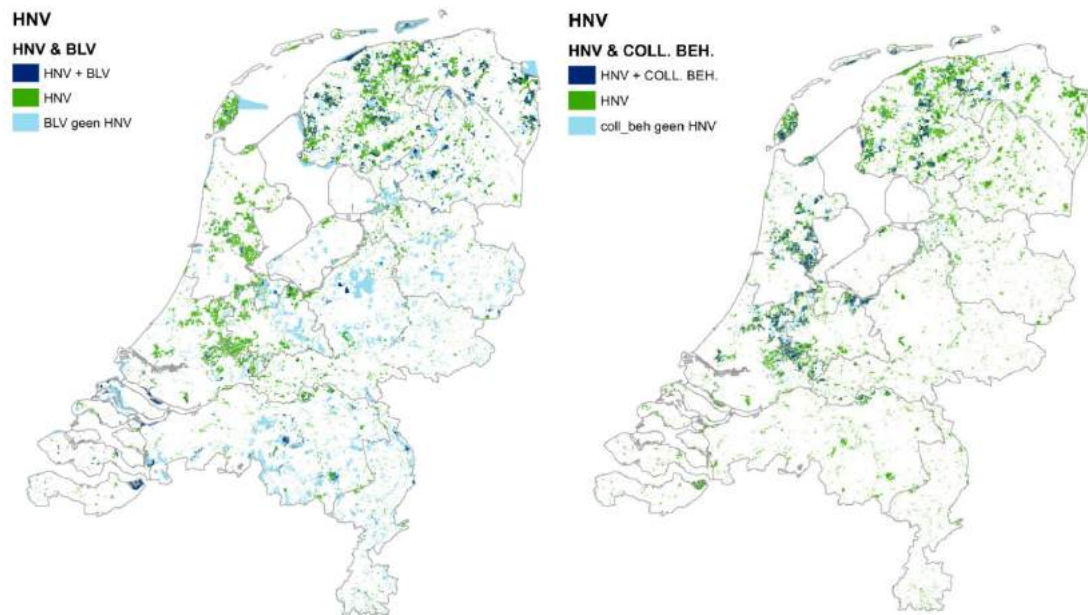 HNV
HNV & BLV
HNV + BLV
HNV
BLV geen HNV
HNV
HNV & COLL. BEH.
HNV + COLL. BEH.
HNV
coll_beh geen HNV